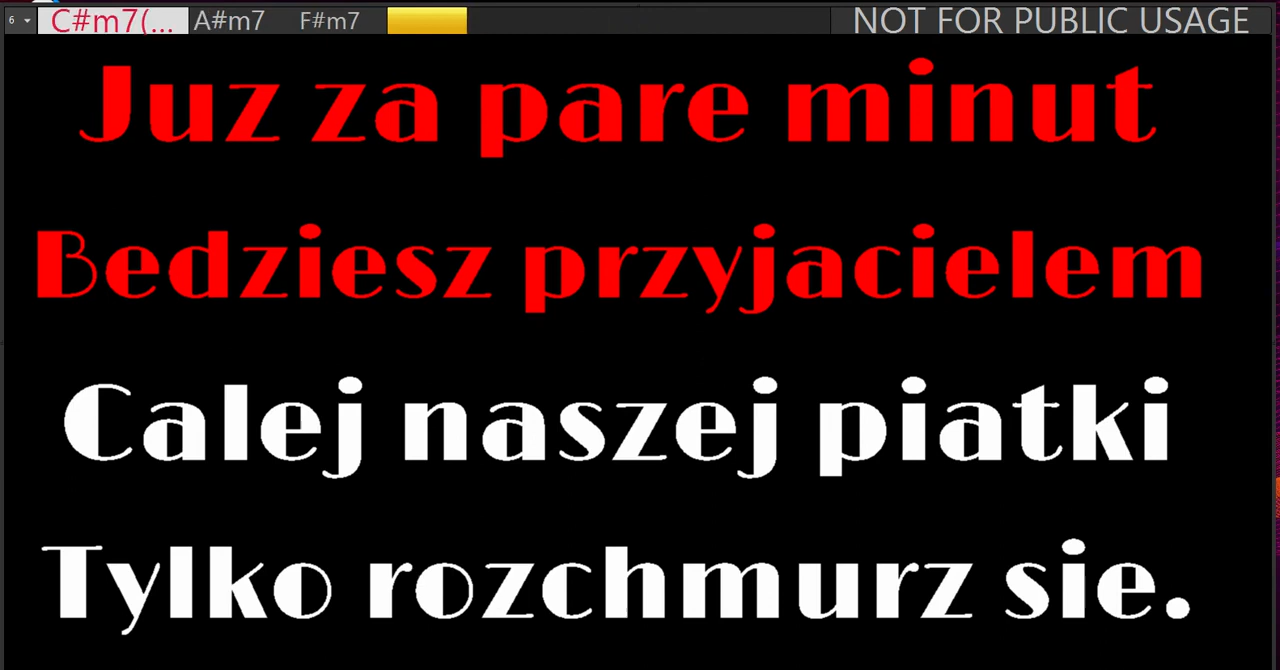 6 C#m7(... A#m7 F#m7 NOT FOR PUBLIC USAGE
Juz za pare minut
Bedziesz przyjacielem
Calej naszej piatki
Tylko rozchmurz sie.